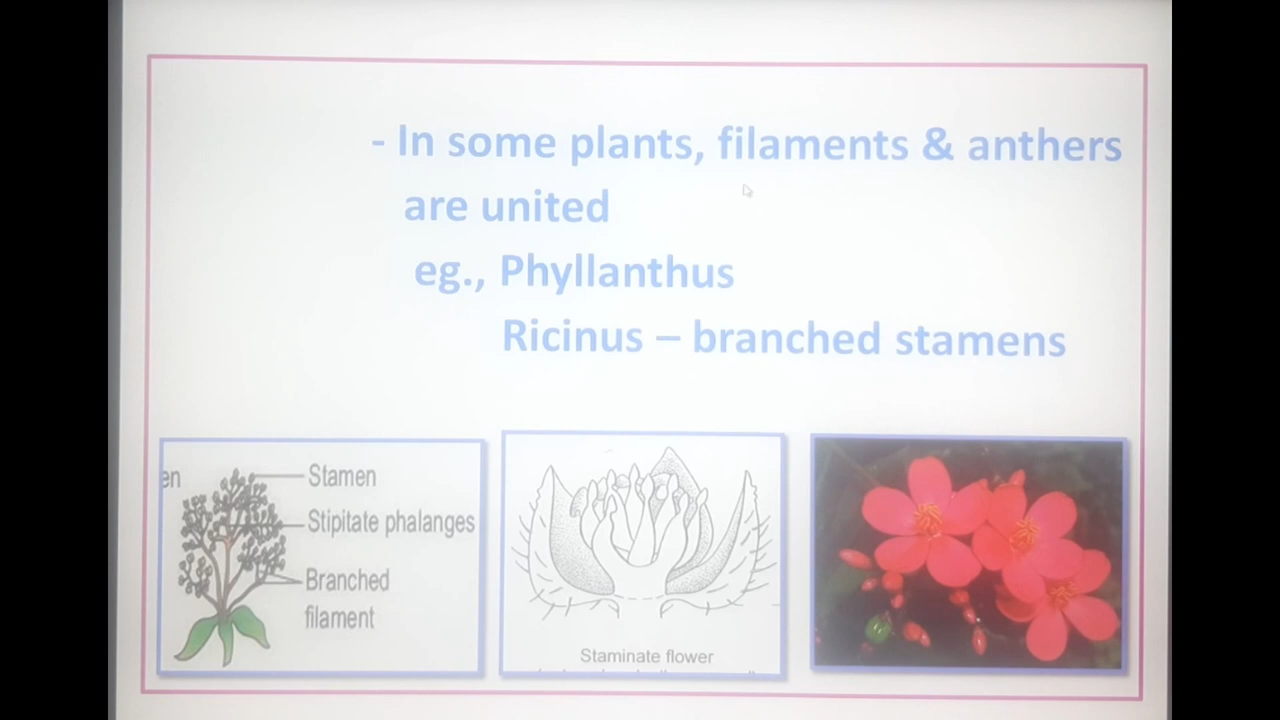 - In some plants, filaments & anthers
are united
eg., Phyllanthus
Ricinus – branched stamens
en
Stamen
Stipitate phalanges
Branched
filament
Staminate flower